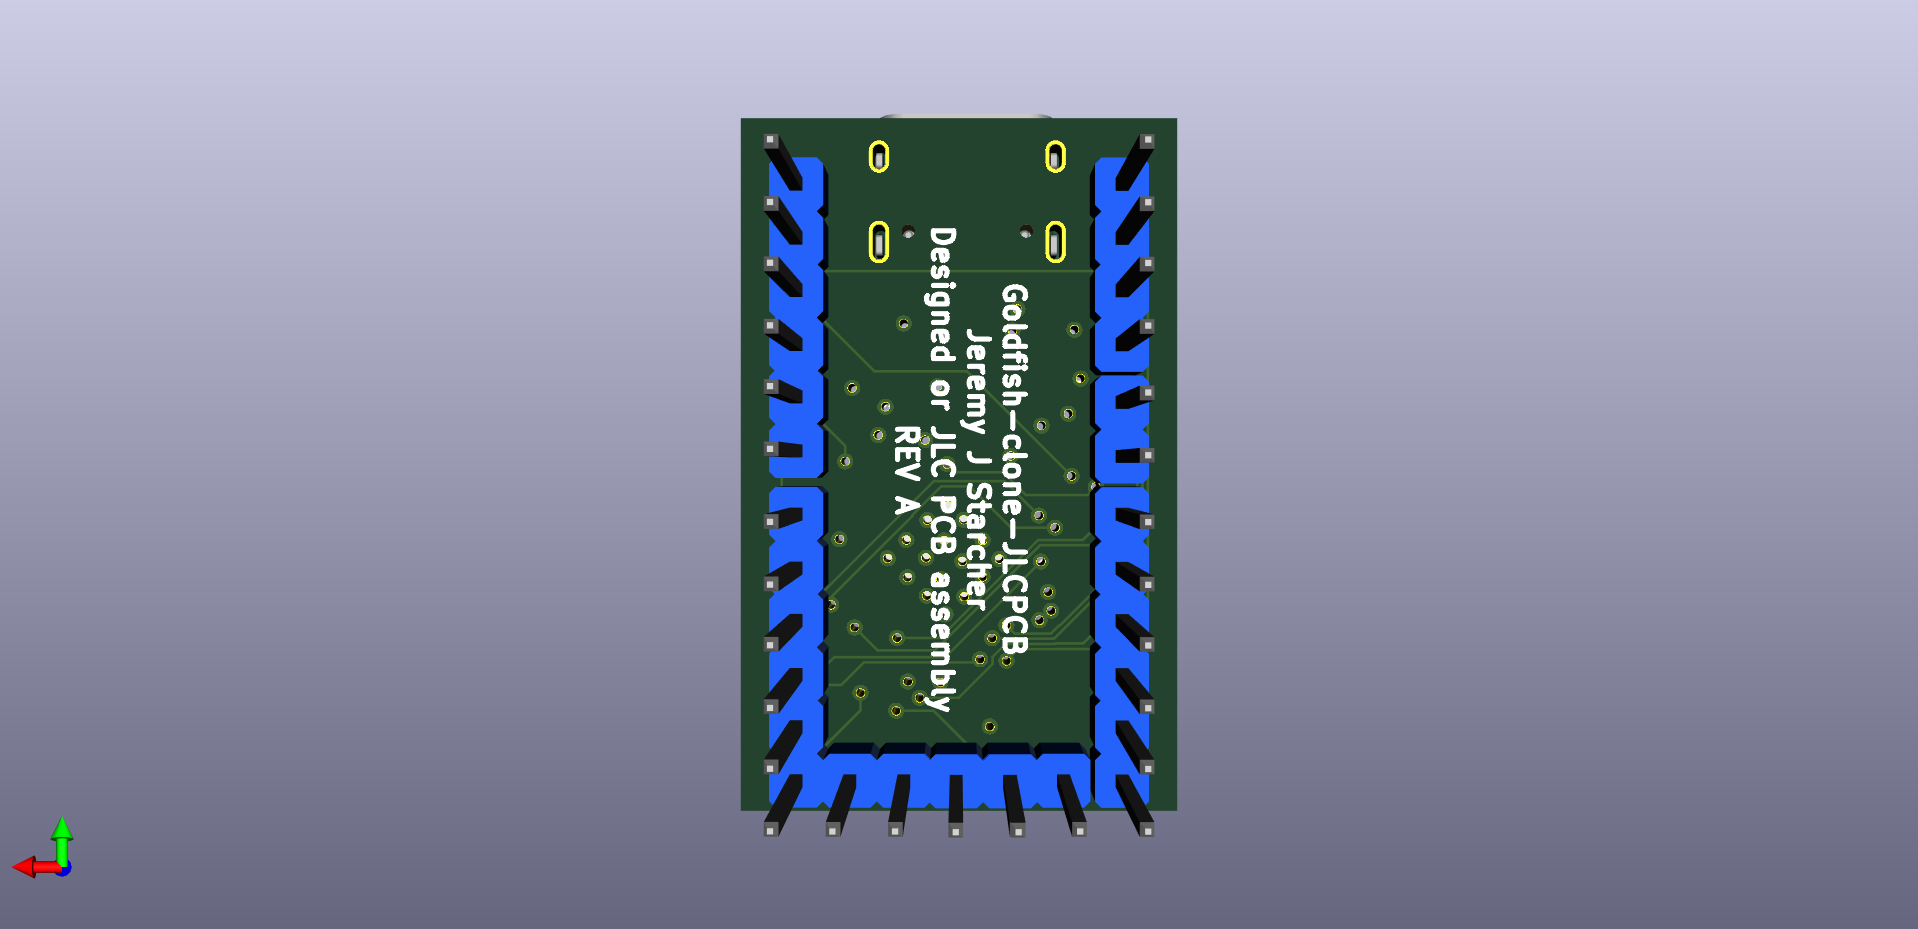 Goldfish-clone-JLCPCB
Jeremy J Starcher
Designed or JLC PCB assembly
REV A